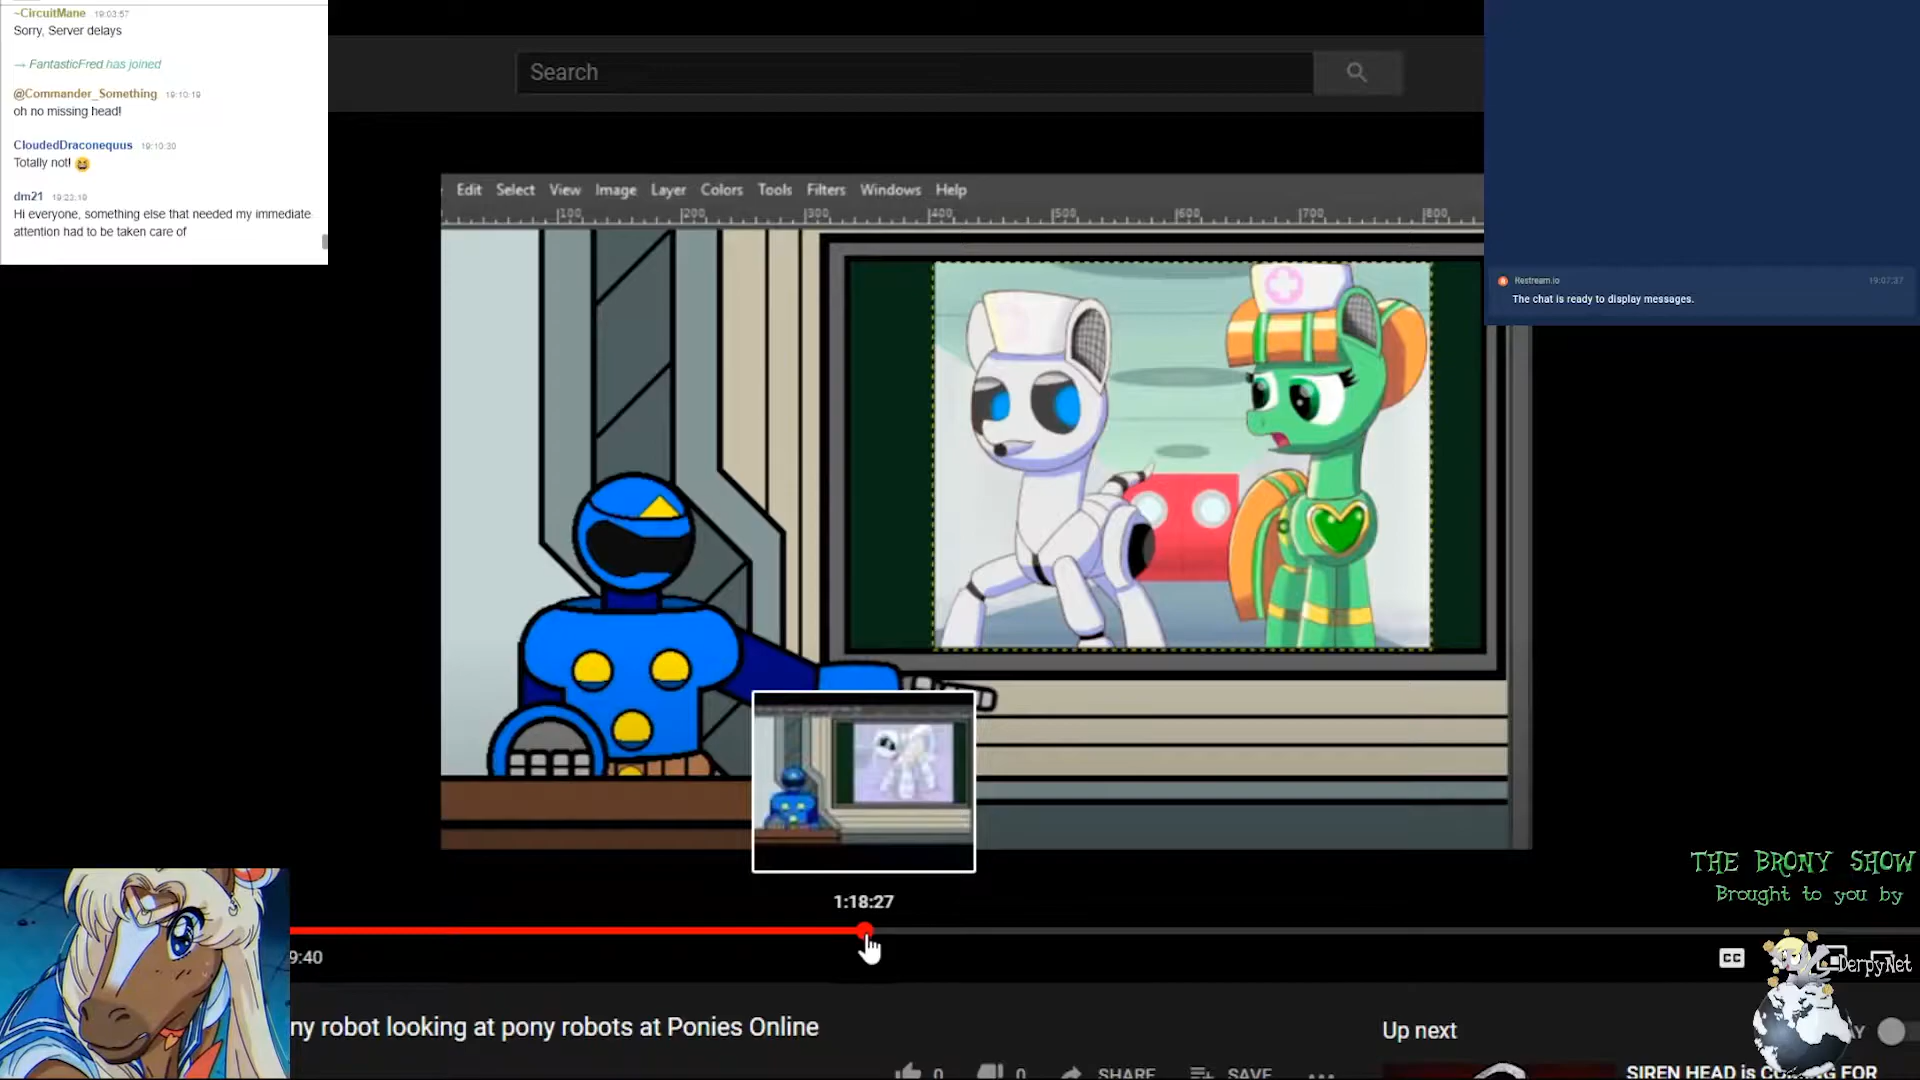 ~CircuitMane 19:03:57
Sorry, Server delays
→ FantasticFred has joined
@Commander_Something 19:10:19
oh no missing head!
CloudedDraconequus 19:10:30
Totally not!
dm21 19:23:19
Hi everyone, something else that needed my immediate
attention had to be taken care of
Search
Edit Select View Image Layer Colors Tools Filters Windows Help
100 200 300 400 500 600 700 800
Restream.io 19:07:37
The chat is ready to display messages.
THE BRONY SHOW
Brought to you by
DerpyNet
1:18:27
9:40
CC
ny robot looking at pony robots at Ponies Online
Up next
0 0 SHARE SAVE
SIREN HEAD is FOR